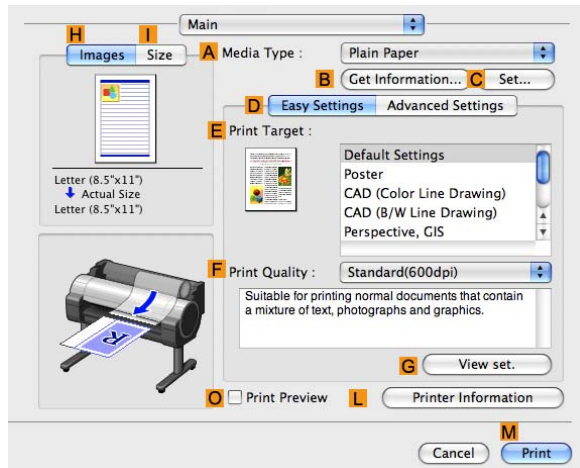 Main
H I
Images Size
A Media Type : Plain Paper
B Get Information... C Set...
D Easy Settings Advanced Settings
E Print Target :
Default Settings
Poster
CAD (Color Line Drawing)
CAD (B/W Line Drawing)
Perspective, GIS
Letter (8.5"x11")
Actual Size
Letter (8.5"x11")
F Print Quality : Standard(600dpi)
Suitable for printing normal documents that contain
a mixture of text, photographs and graphics.
G View set.
O Print Preview L Printer Information
M
Cancel Print